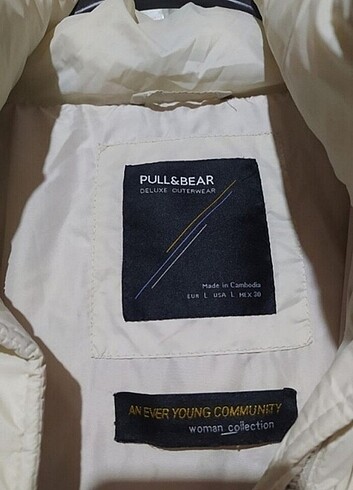 PULL&BEAR
DELUXE OUTERWEAR
Made in Cambodia
EUR L USA L MEX 30
AN EVER YOUNG COMMUNITY
woman collection